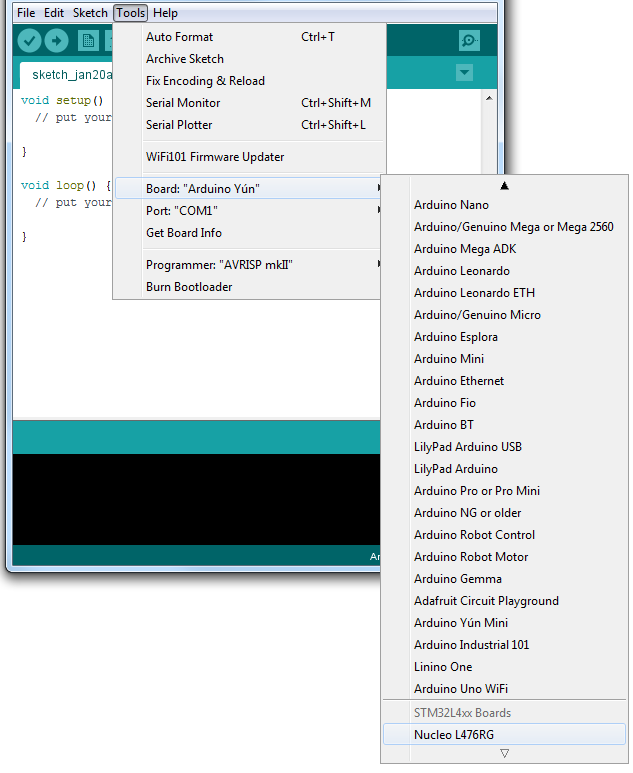 File Edit Sketch Tools Help
Auto Format Ctrl+T
Archive Sketch
Fix Encoding & Reload
Serial Monitor Ctrl+Shift+M
Serial Plotter Ctrl+Shift+L
WiFi101 Firmware Updater
Board: "Arduino Yún"
Port: "COM1"
Get Board Info
Programmer: "AVRISP mkII"
Burn Bootloader
sketch_jan20a
void setup()
// put your
}
void loop() {
// put your
}
Arduino Nano
Arduino/Genuino Mega or Mega 2560
Arduino Mega ADK
Arduino Leonardo
Arduino Leonardo ETH
Arduino/Genuino Micro
Arduino Esplora
Arduino Mini
Arduino Ethernet
Arduino Fio
Arduino BT
LilyPad Arduino USB
LilyPad Arduino
Arduino Pro or Pro Mini
Arduino NG or older
Arduino Robot Control
Arduino Robot Motor
Arduino Gemma
Adafruit Circuit Playground
Arduino Yún Mini
Arduino Industrial 101
Linino One
Arduino Uno WiFi
STM32L4xx Boards
Nucleo L476RG